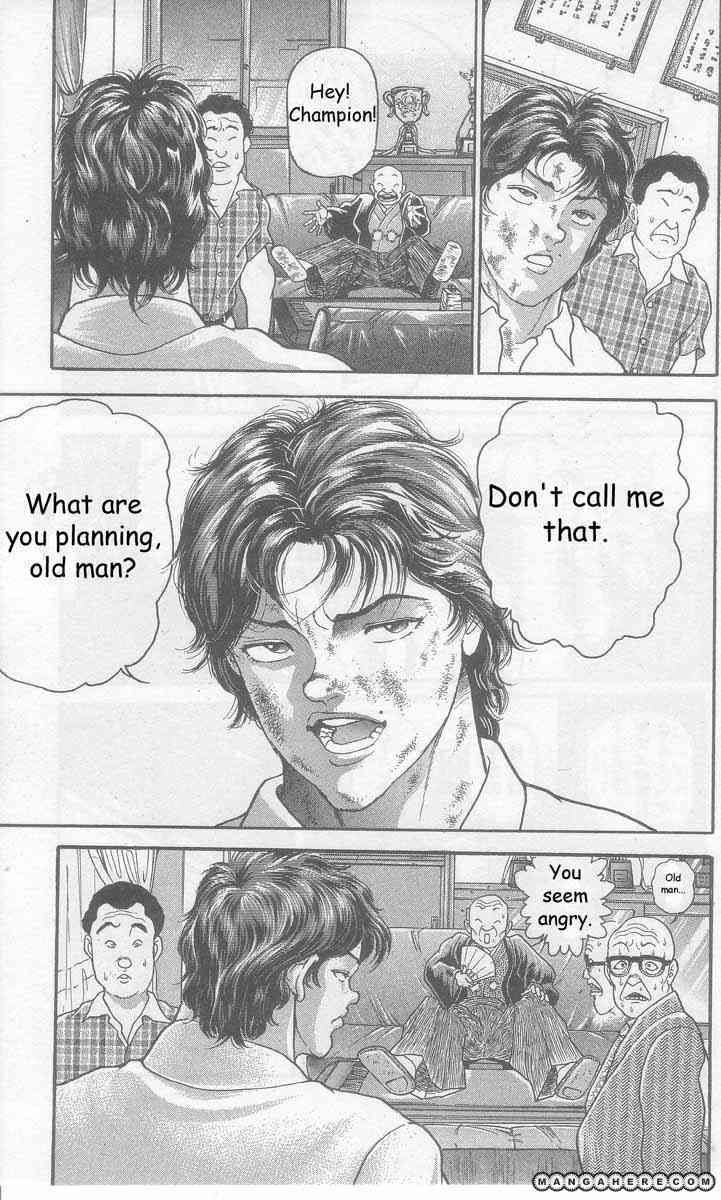 Hey!
Champion!
Don't call me
that.
What are
you planning,
old man?
You
seem
angry.
Old
man...
MANGAHERE.COM